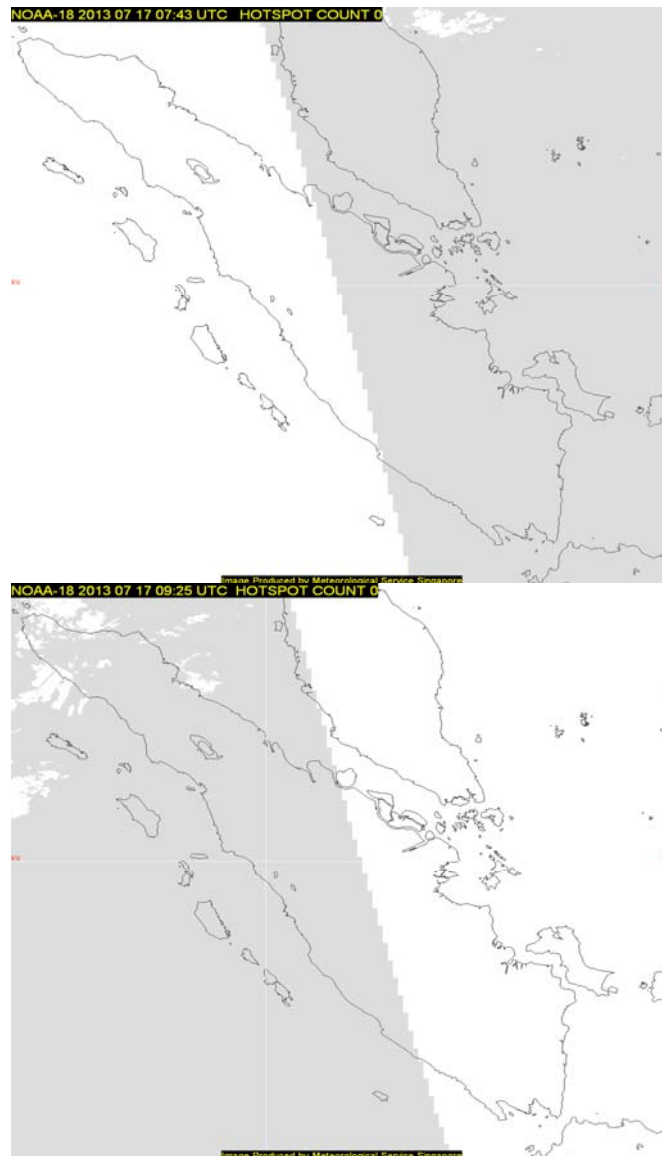 NOAA-18 2013 07 17 07:43 UTC HOTSPOT COUNT 0
Image Produced by Meteorological Service Singapore
NOAA-18 2013 07 17 09:25 UTC HOTSPOT COUNT 0
Image Produced by Meteorological Service Singapore